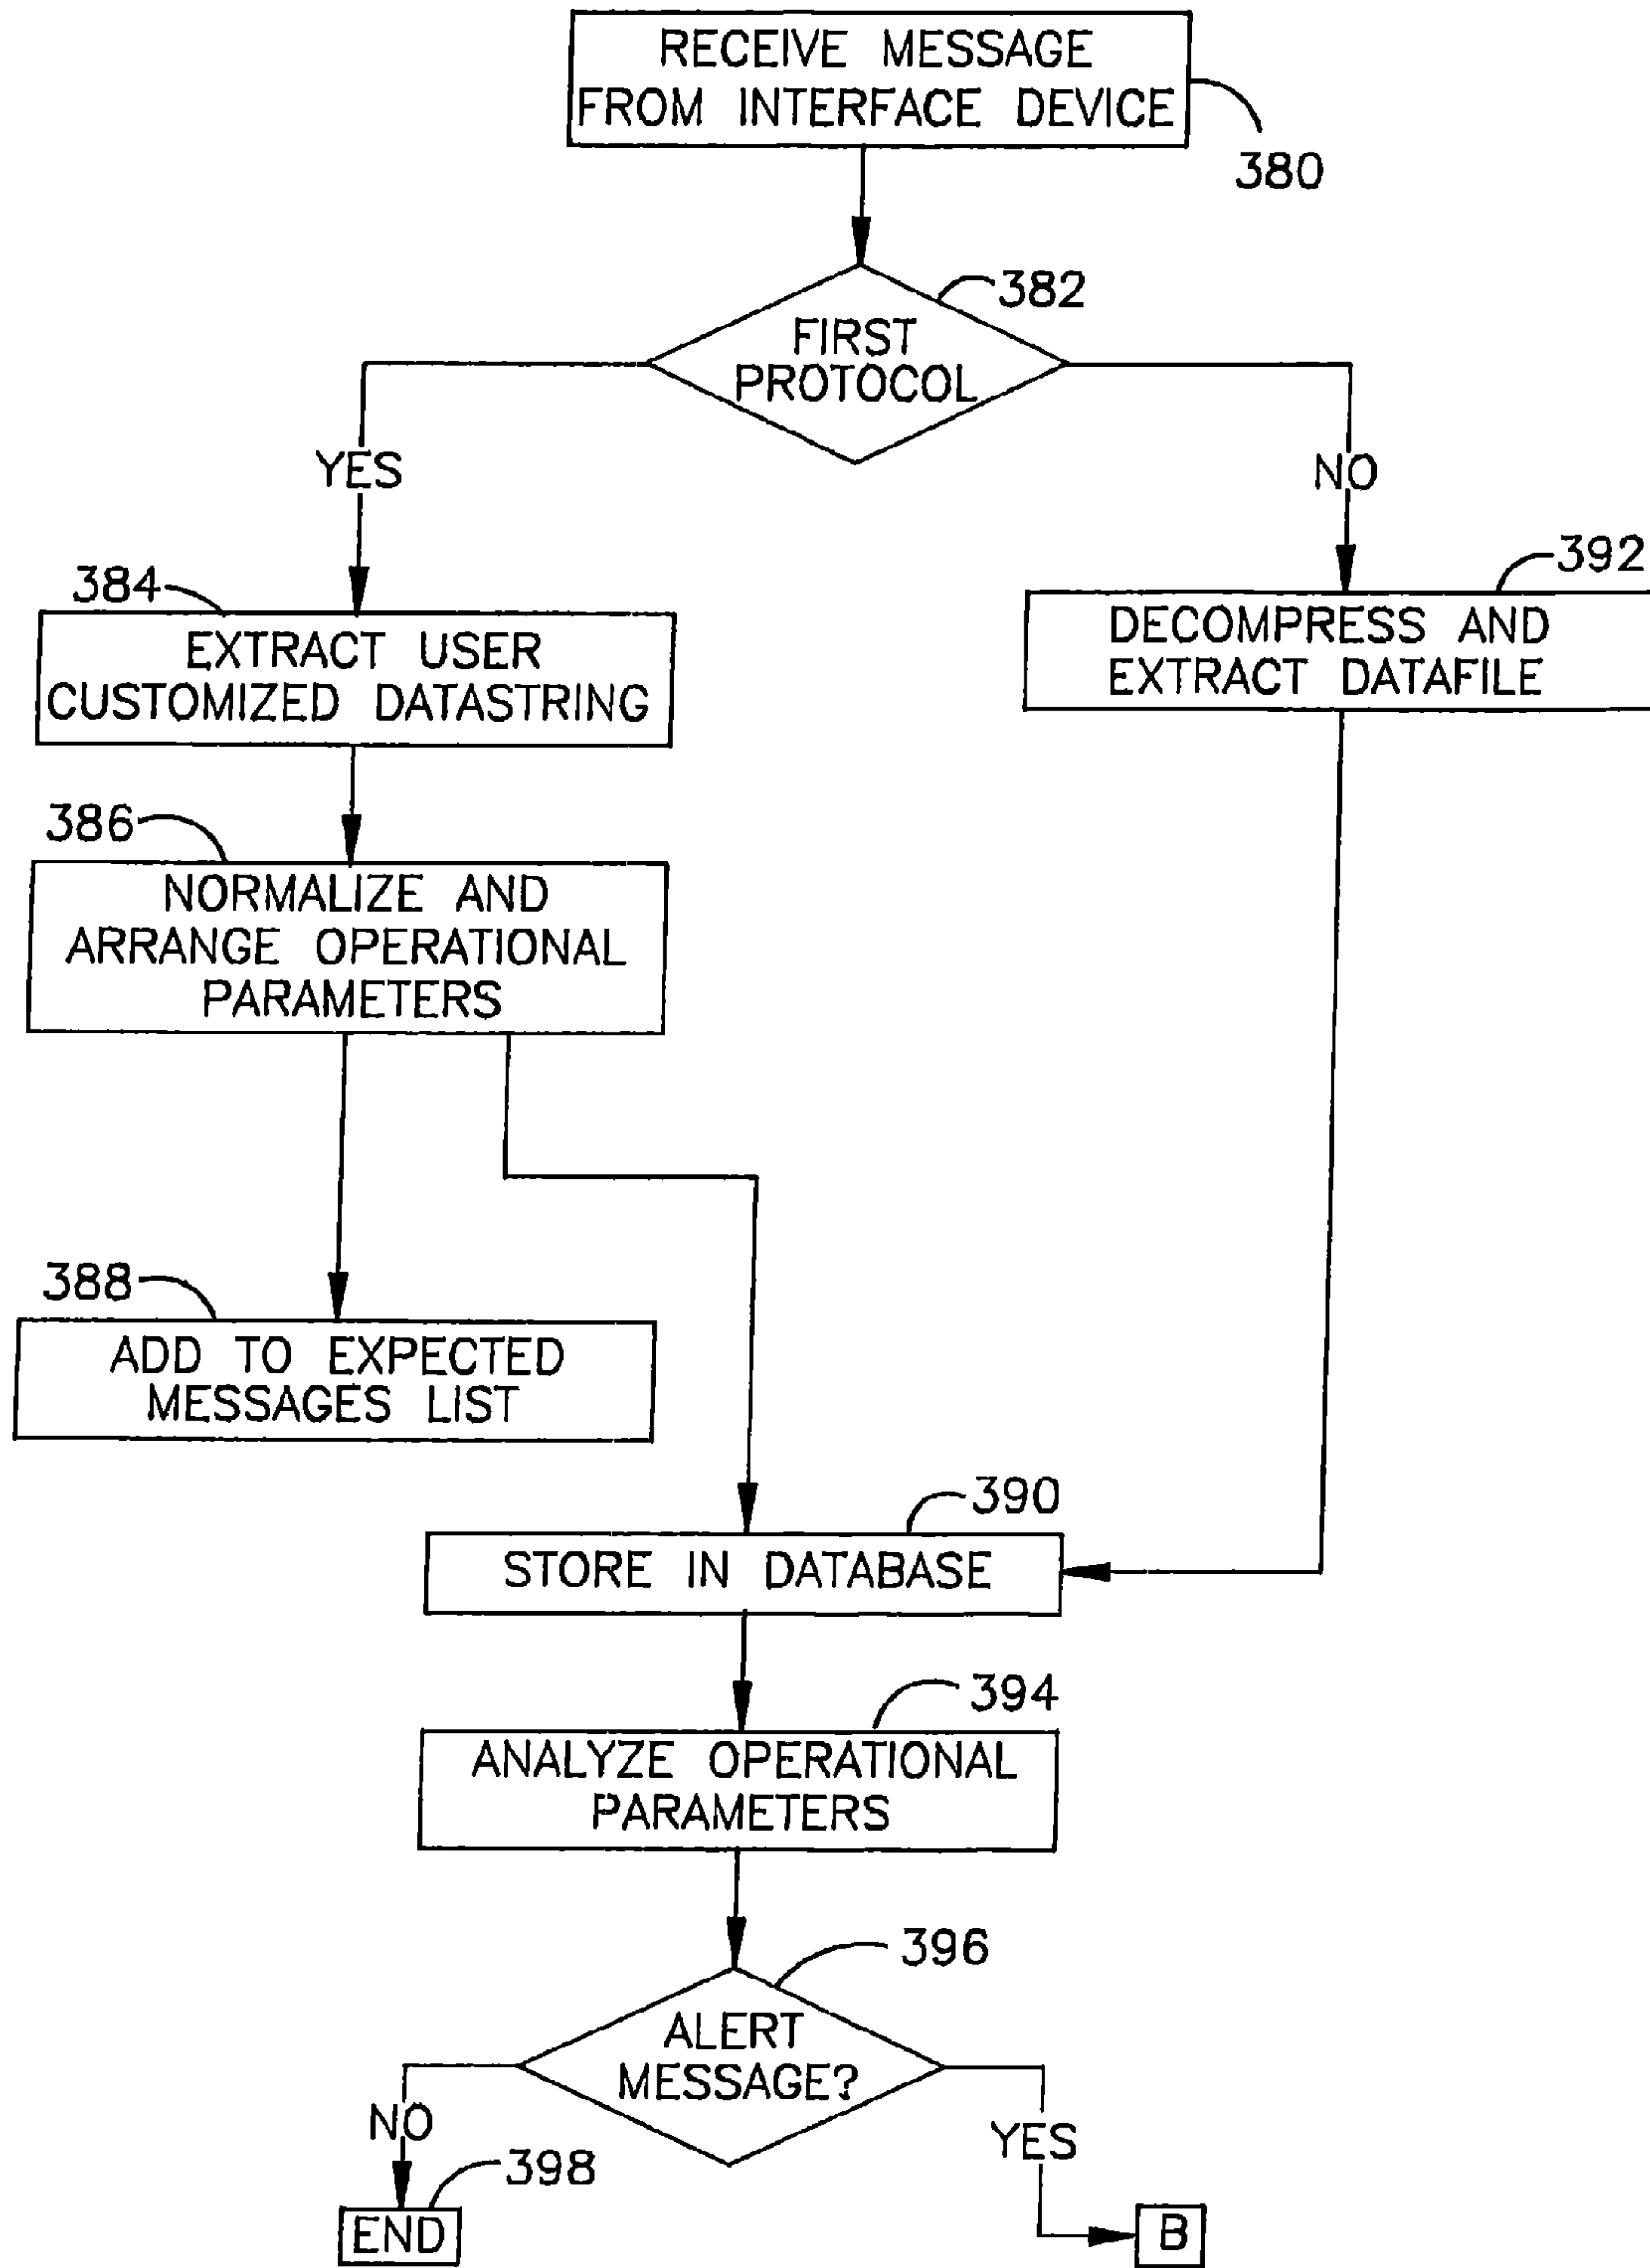 RECEIVE MESSAGE
FROM INTERFACE DEVICE
380
382
FIRST
PROTOCOL
YES
NO
384
EXTRACT USER
CUSTOMIZED DATASTRING
392
DECOMPRESS AND
EXTRACT DATAFILE
386
NORMALIZE AND
ARRANGE OPERATIONAL
PARAMETERS
388
ADD TO EXPECTED
MESSAGES LIST
390
STORE IN DATABASE
394
ANALYZE OPERATIONAL
PARAMETERS
396
ALERT
MESSAGE?
NO
YES
398
END
B